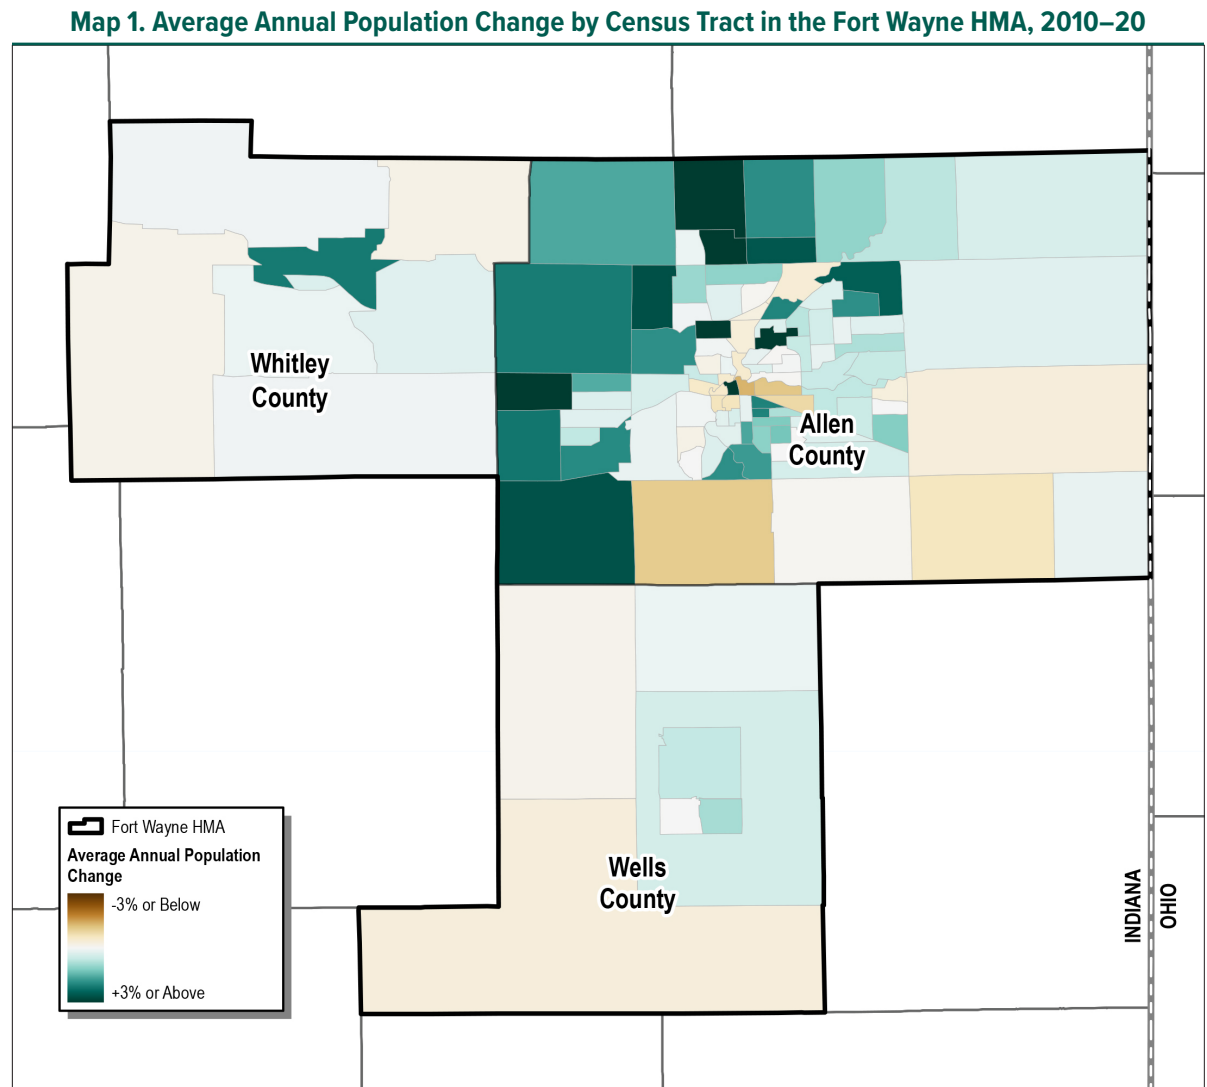 Map 1. Average Annual Population Change by Census Tract in the Fort Wayne HMA, 2010–20
Whitley
County
Allen
County
Wells
County
Fort Wayne HMA
Average Annual Population
Change
-3% or Below
+3% or Above
INDIANA
OHIO